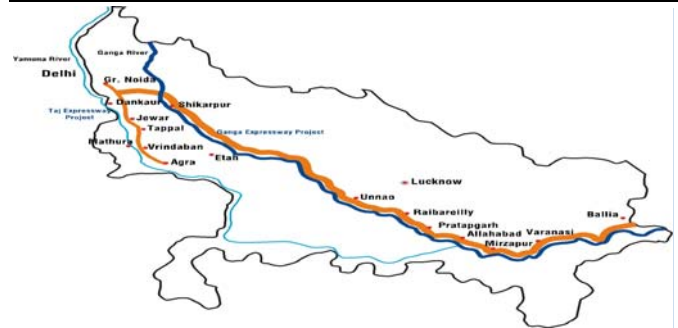 Ganga River
Yamuna River
Delhi
Gr. Noida
Dankaur
Shikarpur
Taj Expressway
Project
Jewar
Tappal
Ganga Expressway Project
Mathura
Vrindaban
Etah
Agra
Lucknow
Unnao
Raibareilly
Ballia
Pratapgarh
Allahabad
Varanasi
Mirzapur